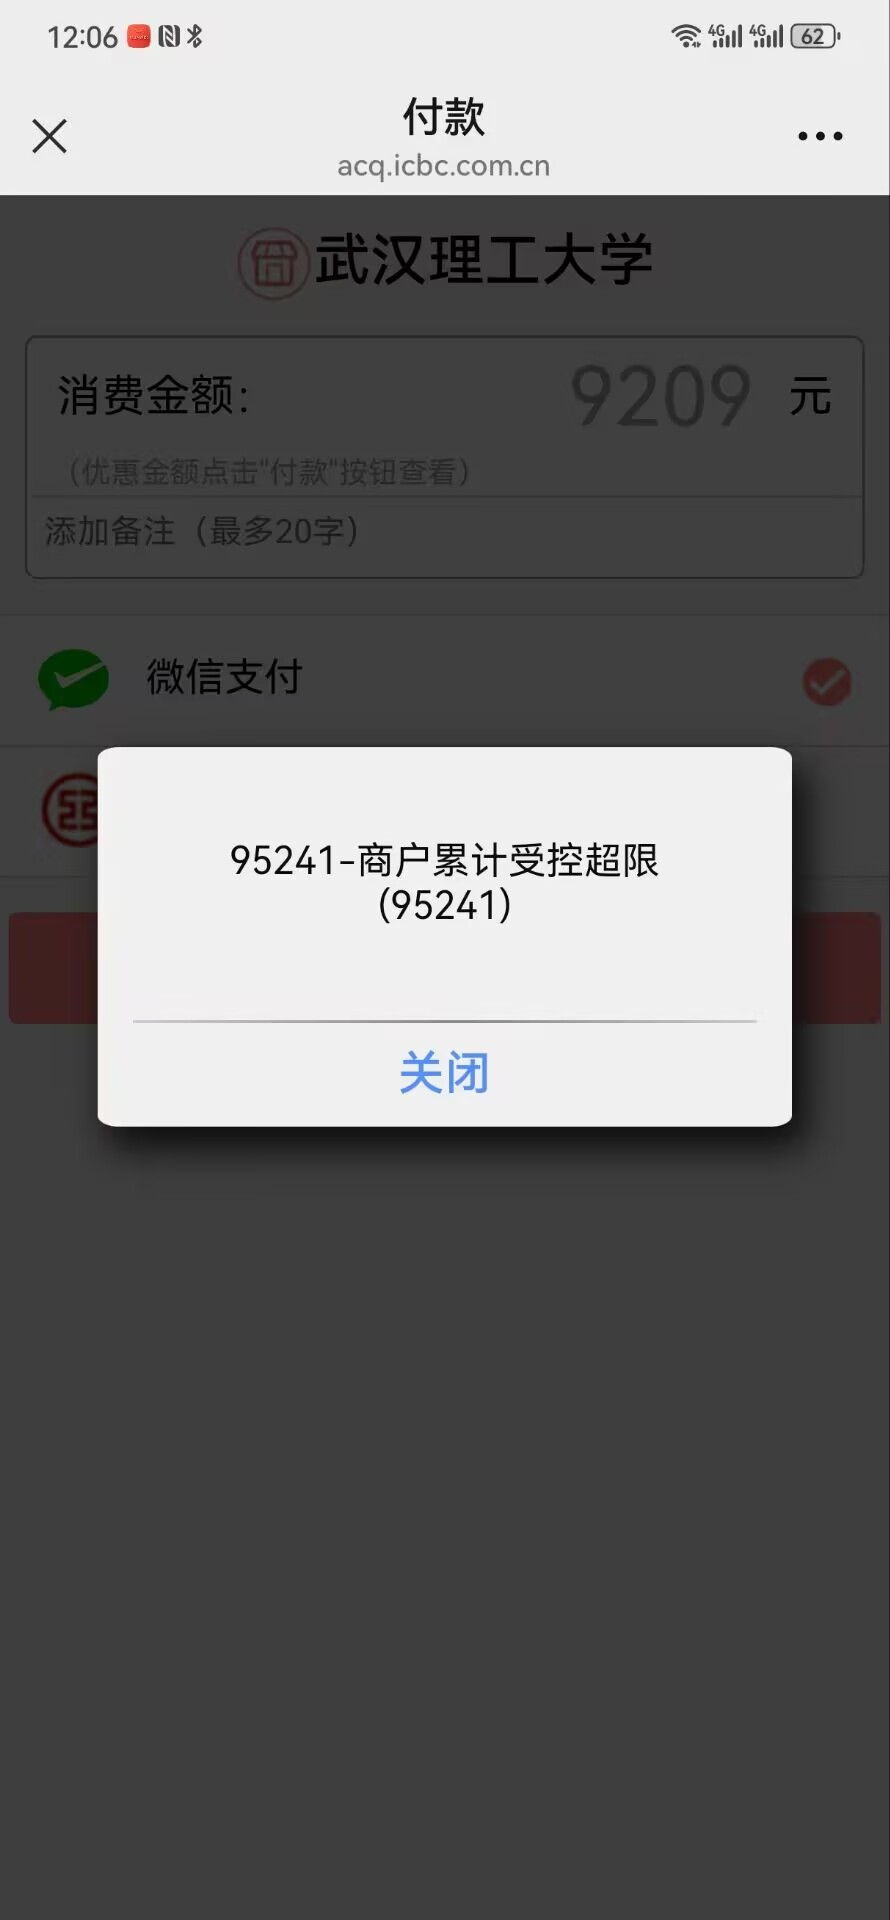 12:06 4G 4G 62
付款
acq.icbc.com.cn
武汉理工大学
消费金额： 9209 元
（优惠金额点击"付款"按钮查看）
添加备注（最多20字）
微信支付
95241-商户累计受控超限
(95241)
关闭